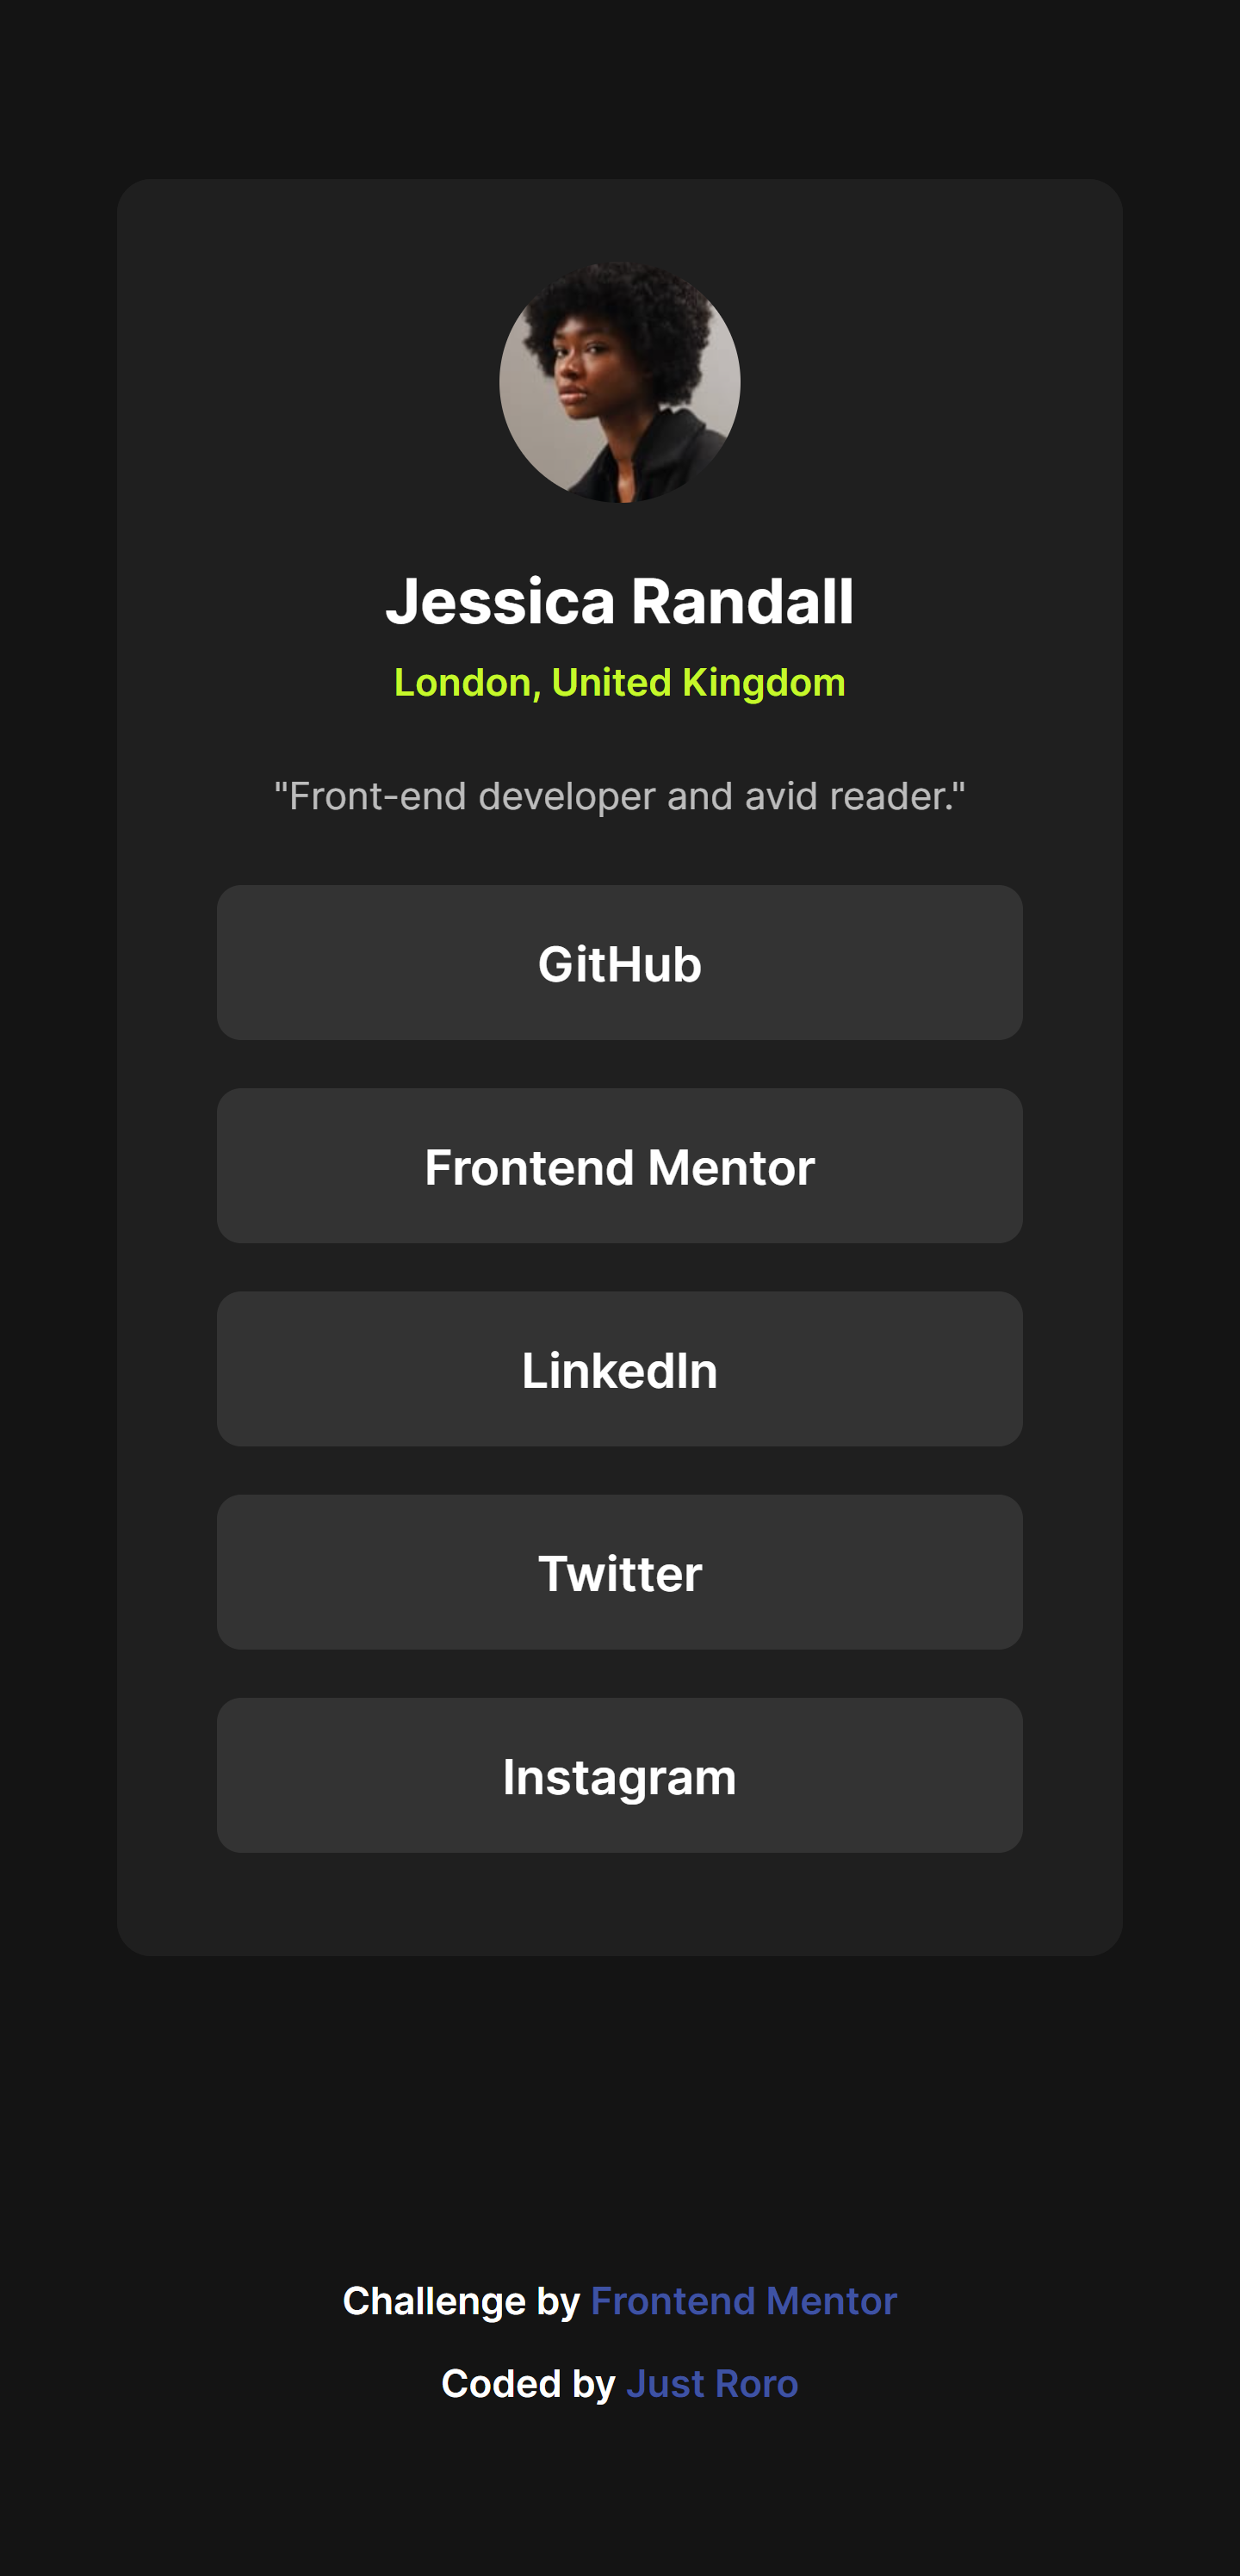 Jessica Randall
London, United Kingdom
"Front-end developer and avid reader."
GitHub
Frontend Mentor
LinkedIn
Twitter
Instagram
Challenge by Frontend Mentor
Coded by Just Roro